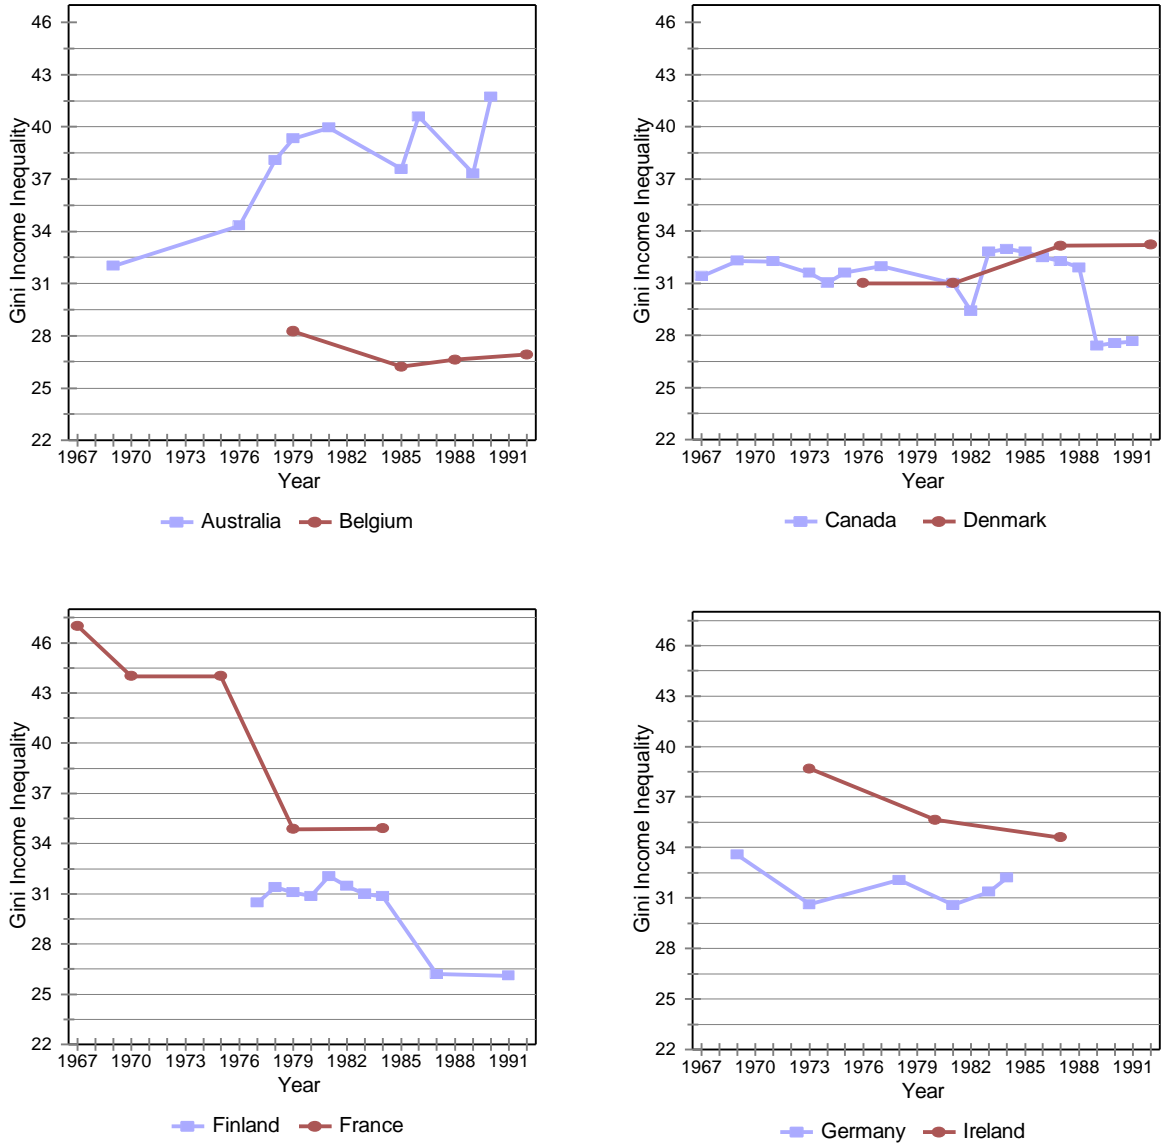 Gini Income Inequality
46
43
40
37
34
31
28
25
22
1967 1970 1973 1976 1979 1982 1985 1988 1991
Year
Australia Belgium
Gini Income Inequality
46
43
40
37
34
31
28
25
22
1967 1970 1973 1976 1979 1982 1985 1988 1991
Year
Canada Denmark
Gini Income Inequality
46
43
40
37
34
31
28
25
22
1967 1970 1973 1976 1979 1982 1985 1988 1991
Year
Finland France
Gini Income Inequality
46
43
40
37
34
31
28
25
22
1967 1970 1973 1976 1979 1982 1985 1988 1991
Year
Germany Ireland